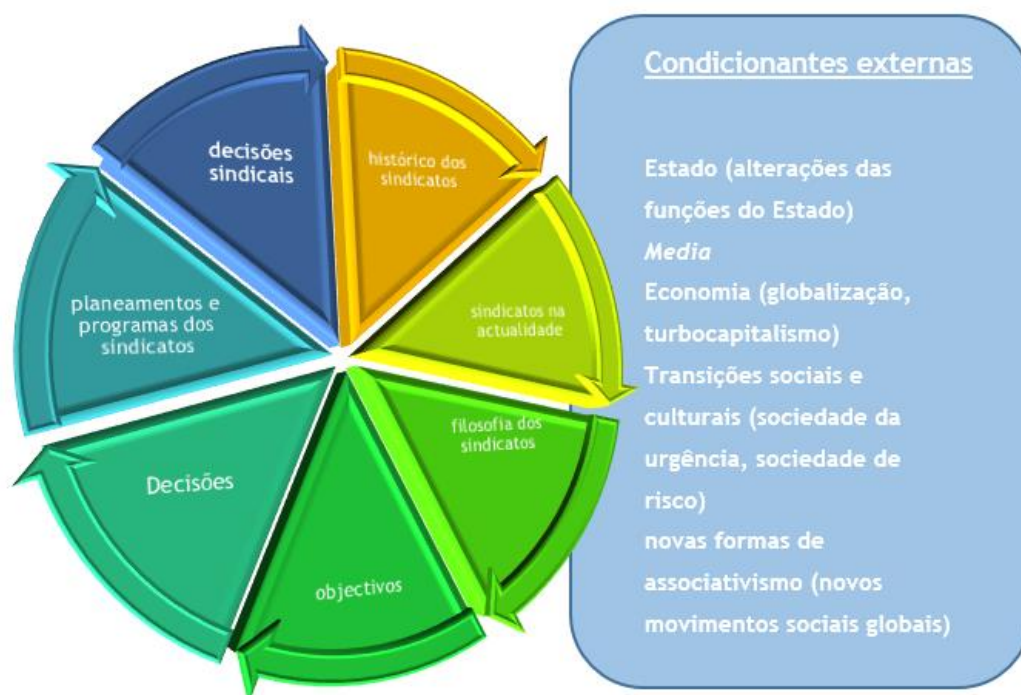 decisões
sindicais
histórico dos
sindicatos
sindicatos na
actualidade
filosofia dos
sindicatos
objectivos
Decisões
planeamentos e
programas dos
sindicatos
Condicionantes externas
Estado (alterações das
funções do Estado)
Media
Economia (globalização,
turbocapitalismo)
Transições sociais e
culturais (sociedade da
urgência, sociedade de
risco)
novas formas de
associativismo (novos
movimentos sociais globais)